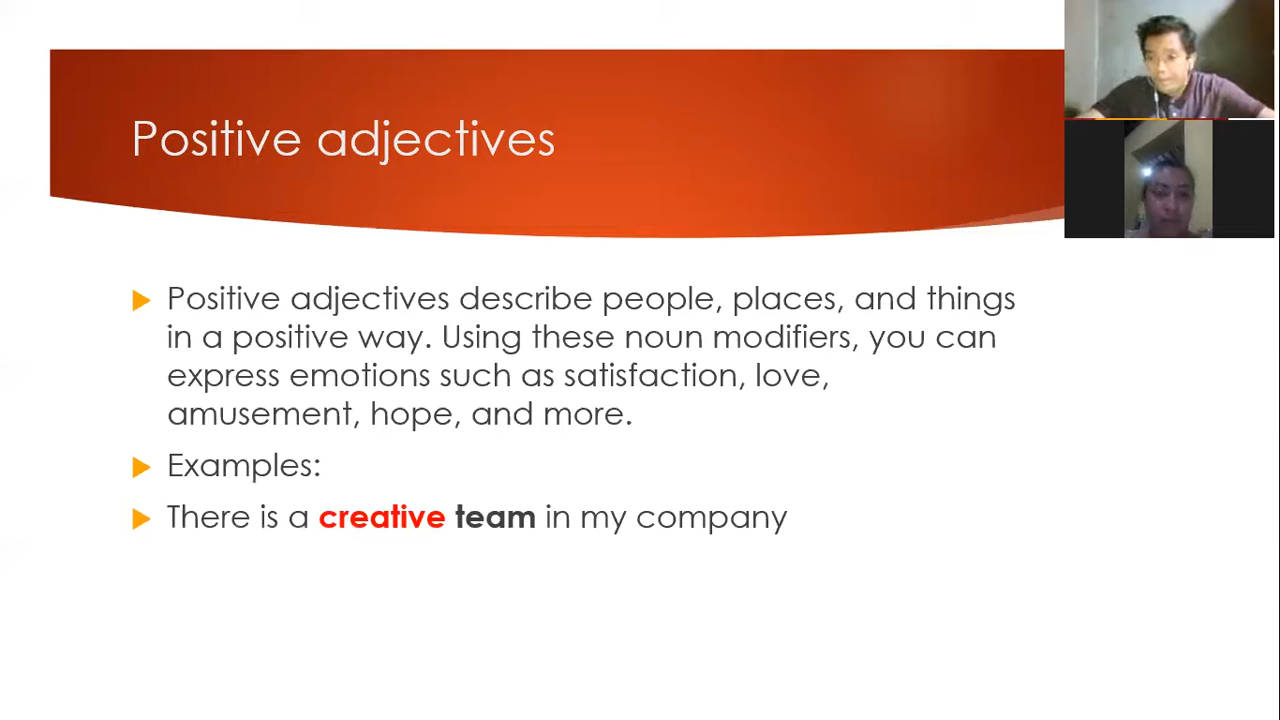 Positive adjectives
Positive adjectives describe people, places, and things
in a positive way. Using these noun modifiers, you can
express emotions such as satisfaction, love,
amusement, hope, and more.
Examples:
There is a creative team in my company